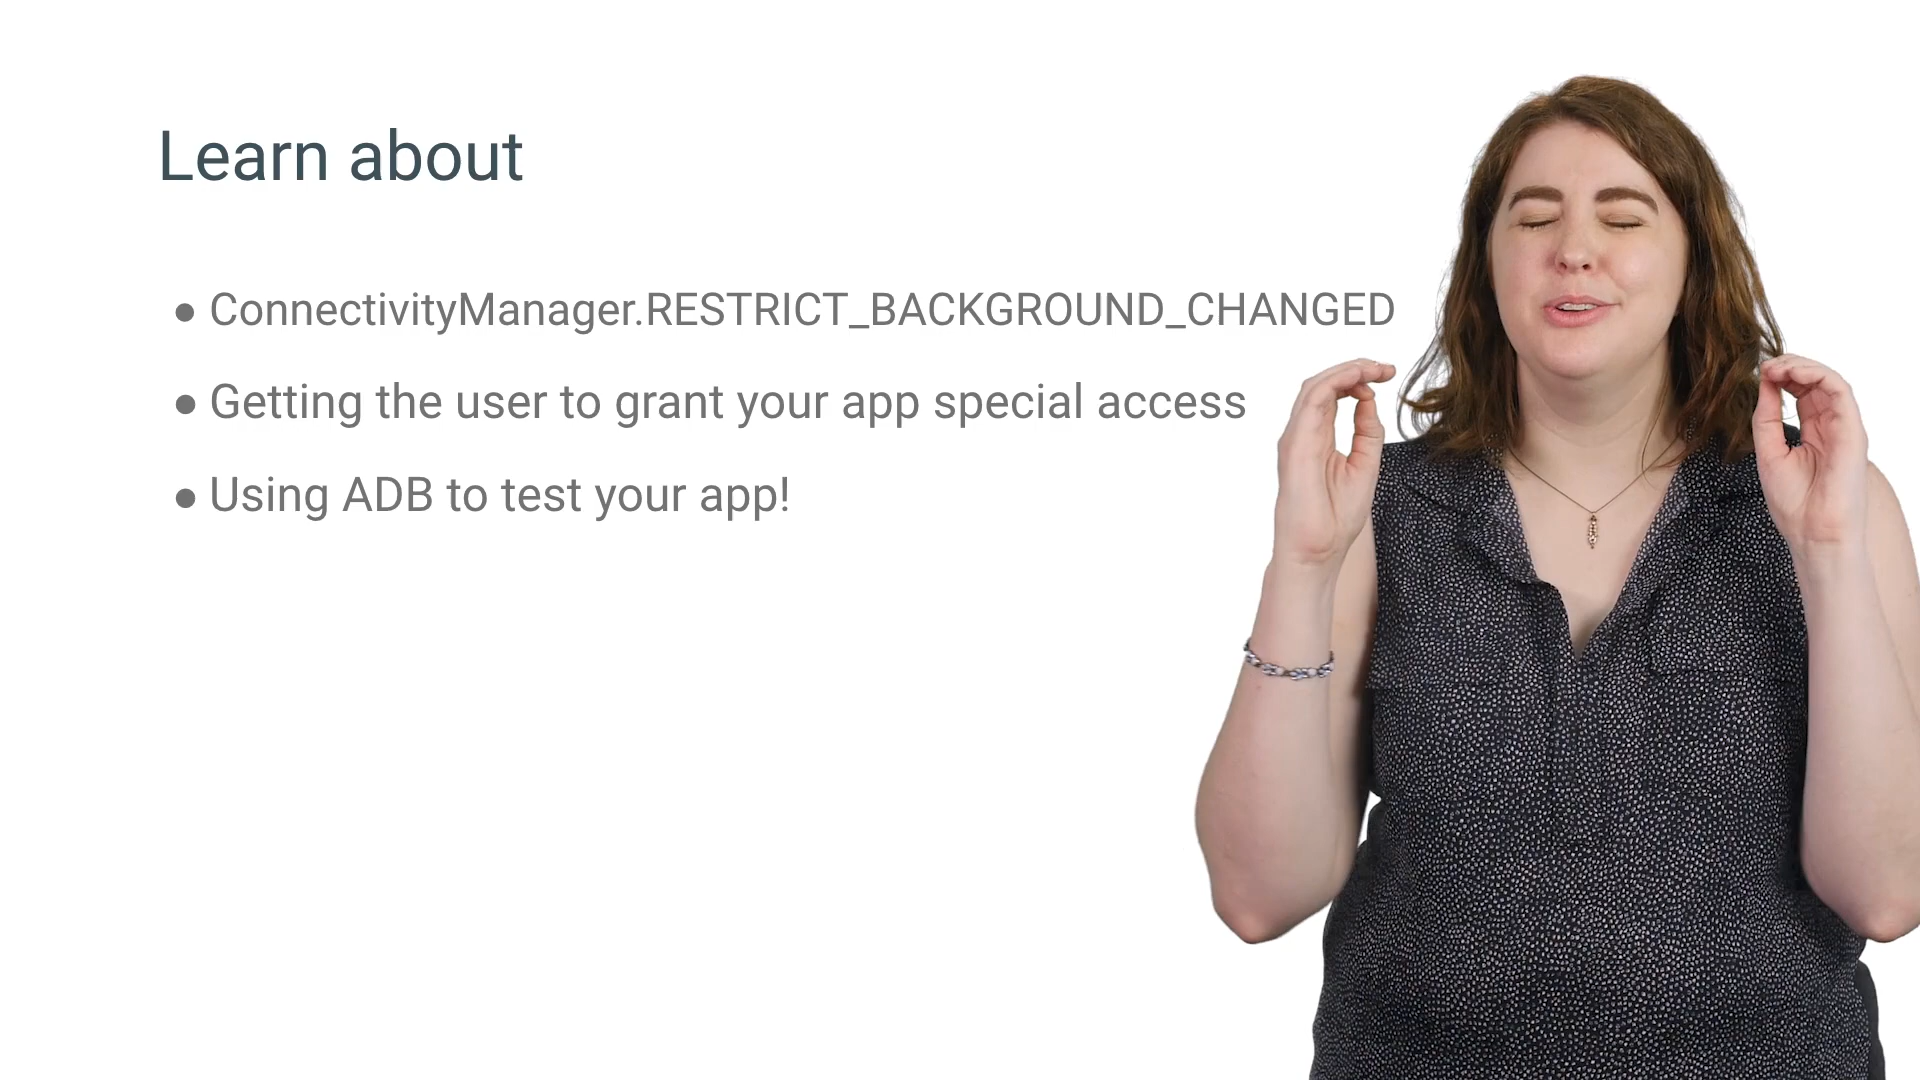 Learn about
● ConnectivityManager.RESTRICT_BACKGROUND_CHANGED
● Getting the user to grant your app special access
● Using ADB to test your app!